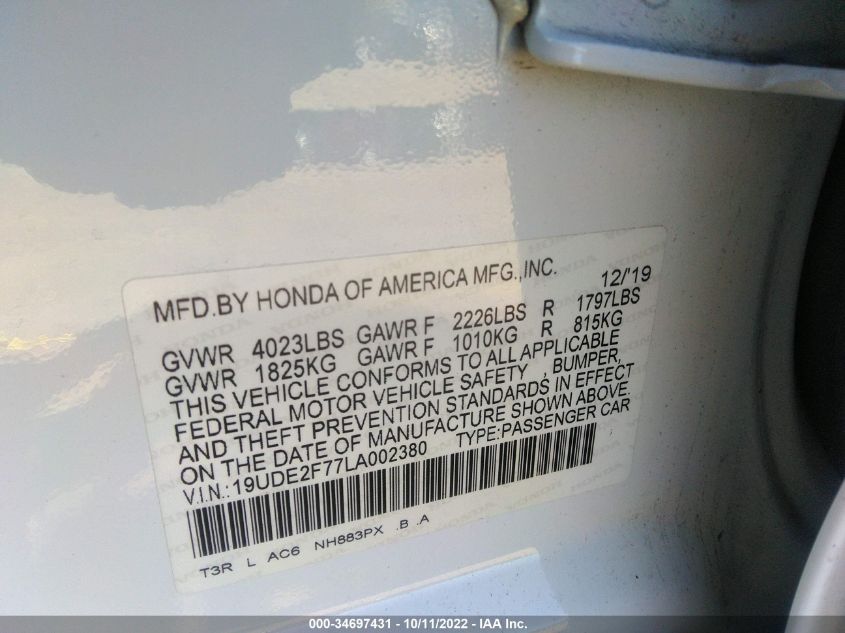 MFD.BY HONDA OF AMERICA MFG.,INC. 12/'19
GVWR 4023LBS GAWR F 2226LBS R 1797LBS
GVWR 1825KG GAWR F 1010KG R 815KG
THIS VEHICLE CONFORMS TO ALL APPLICABLE
FEDERAL MOTOR VEHICLE SAFETY , BUMPER,
AND THEFT PREVENTION STANDARDS IN EFFECT
ON THE DATE OF MANUFACTURE SHOWN ABOVE.
V.I.N.:19UDE2F77LA002380 TYPE:PASSENGER CAR
T3R L AC6 NH883PX .B .A
000-34697431 - 10/11/2022 - IAA Inc.